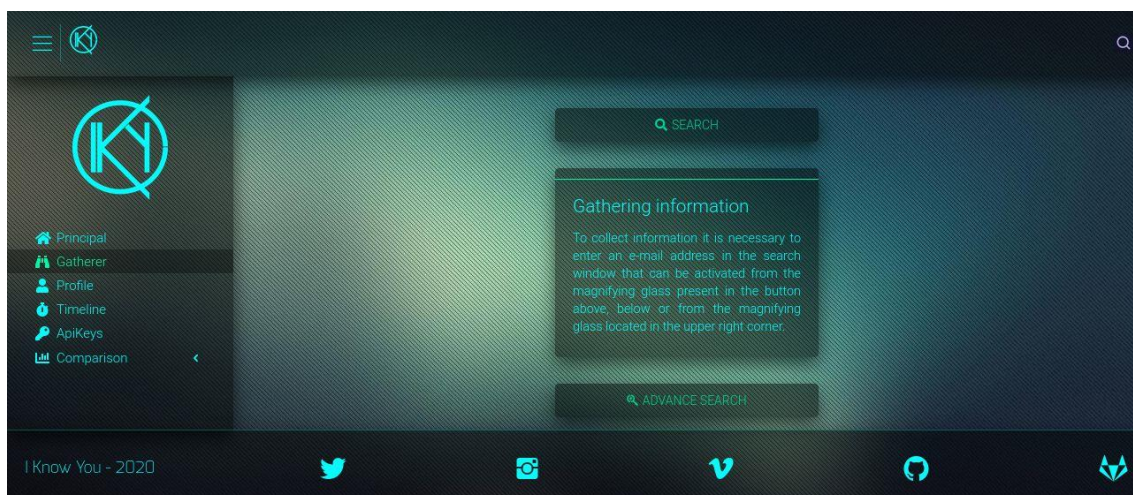 SEARCH
Gathering information
To collect information it is necessary to
enter an e-mail address in the search
window that can be activated from the
magnifying glass present in the button
above, below or from the magnifying
glass located in the upper right corner.
ADVANCE SEARCH
Principal
Gatherer
Profile
Timeline
ApiKeys
Comparison
I Know You - 2020